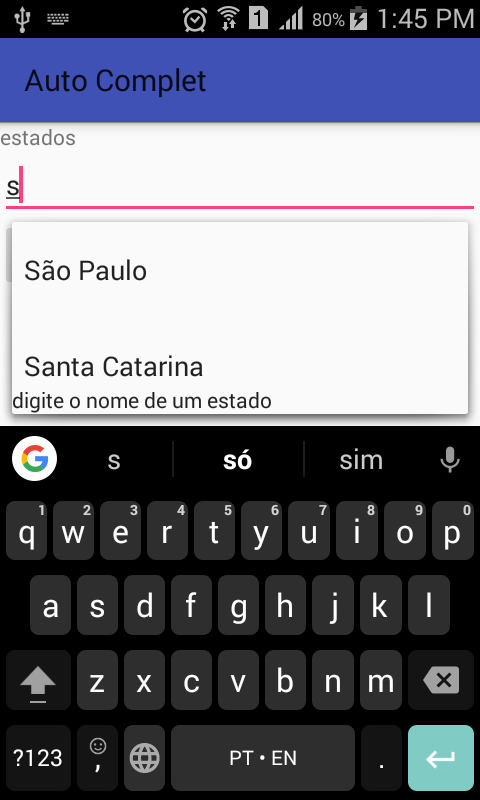 1 80% 1:45 PM
Auto Complet
estados
s
São Paulo
Santa Catarina
digite o nome de um estado
G s só sim
1 2 3 4 5 6 7 8 9 0
q w e r t y u i o p
a s d f g h j k l
z x c v b n m
?123 , PT • EN .